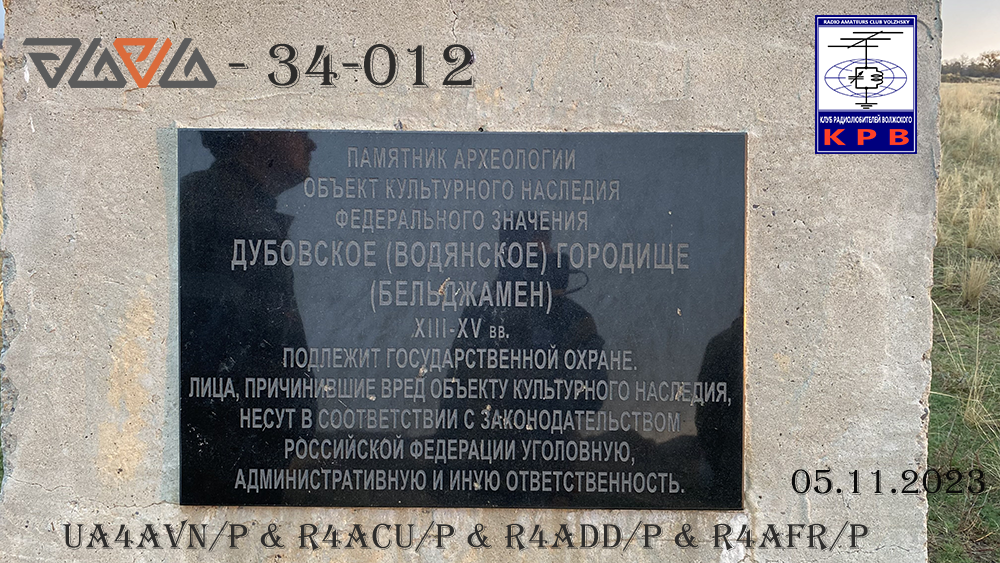 - 34-012
RADIO AMATEURS CLUB VOLZHSKY
КЛУБ РАДИОЛЮБИТЕЛЕЙ ВОЛЖСКОГО
КРВ
ПАМЯТНИК АРХЕОЛОГИИ
ОБЪЕКТ КУЛЬТУРНОГО НАСЛЕДИЯ
ФЕДЕРАЛЬНОГО ЗНАЧЕНИЯ
ДУБОВСКОЕ (ВОДЯНСКОЕ) ГОРОДИЩЕ
(БЕЛЬДЖАМЕН)
XIII-XV вв.
ПОДЛЕЖИТ ГОСУДАРСТВЕННОЙ ОХРАНЕ.
ЛИЦА, ПРИЧИНИВШИЕ ВРЕД ОБЪЕКТУ КУЛЬТУРНОГО НАСЛЕДИЯ,
НЕСУТ В СООТВЕТСТВИИ С ЗАКОНОДАТЕЛЬСТВОМ
РОССИЙСКОЙ ФЕДЕРАЦИИ УГОЛОВНУЮ,
АДМИНИСТРАТИВНУЮ И ИНУЮ ОТВЕТСТВЕННОСТЬ.
05.11.2023
UA4AVN/P & R4ACU/P & R4ADD/P & R4AFR/P